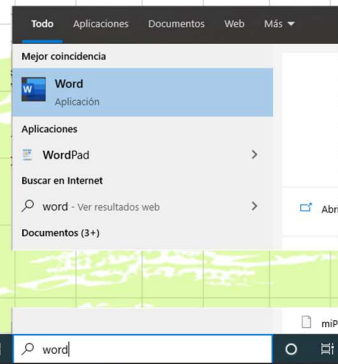 Todo Aplicaciones Documentos Web Más
Mejor coincidencia
Word
Aplicación
Aplicaciones
WordPad
Buscar en Internet
word - Ver resultados web
Abri
Documentos (3+)
miP
word